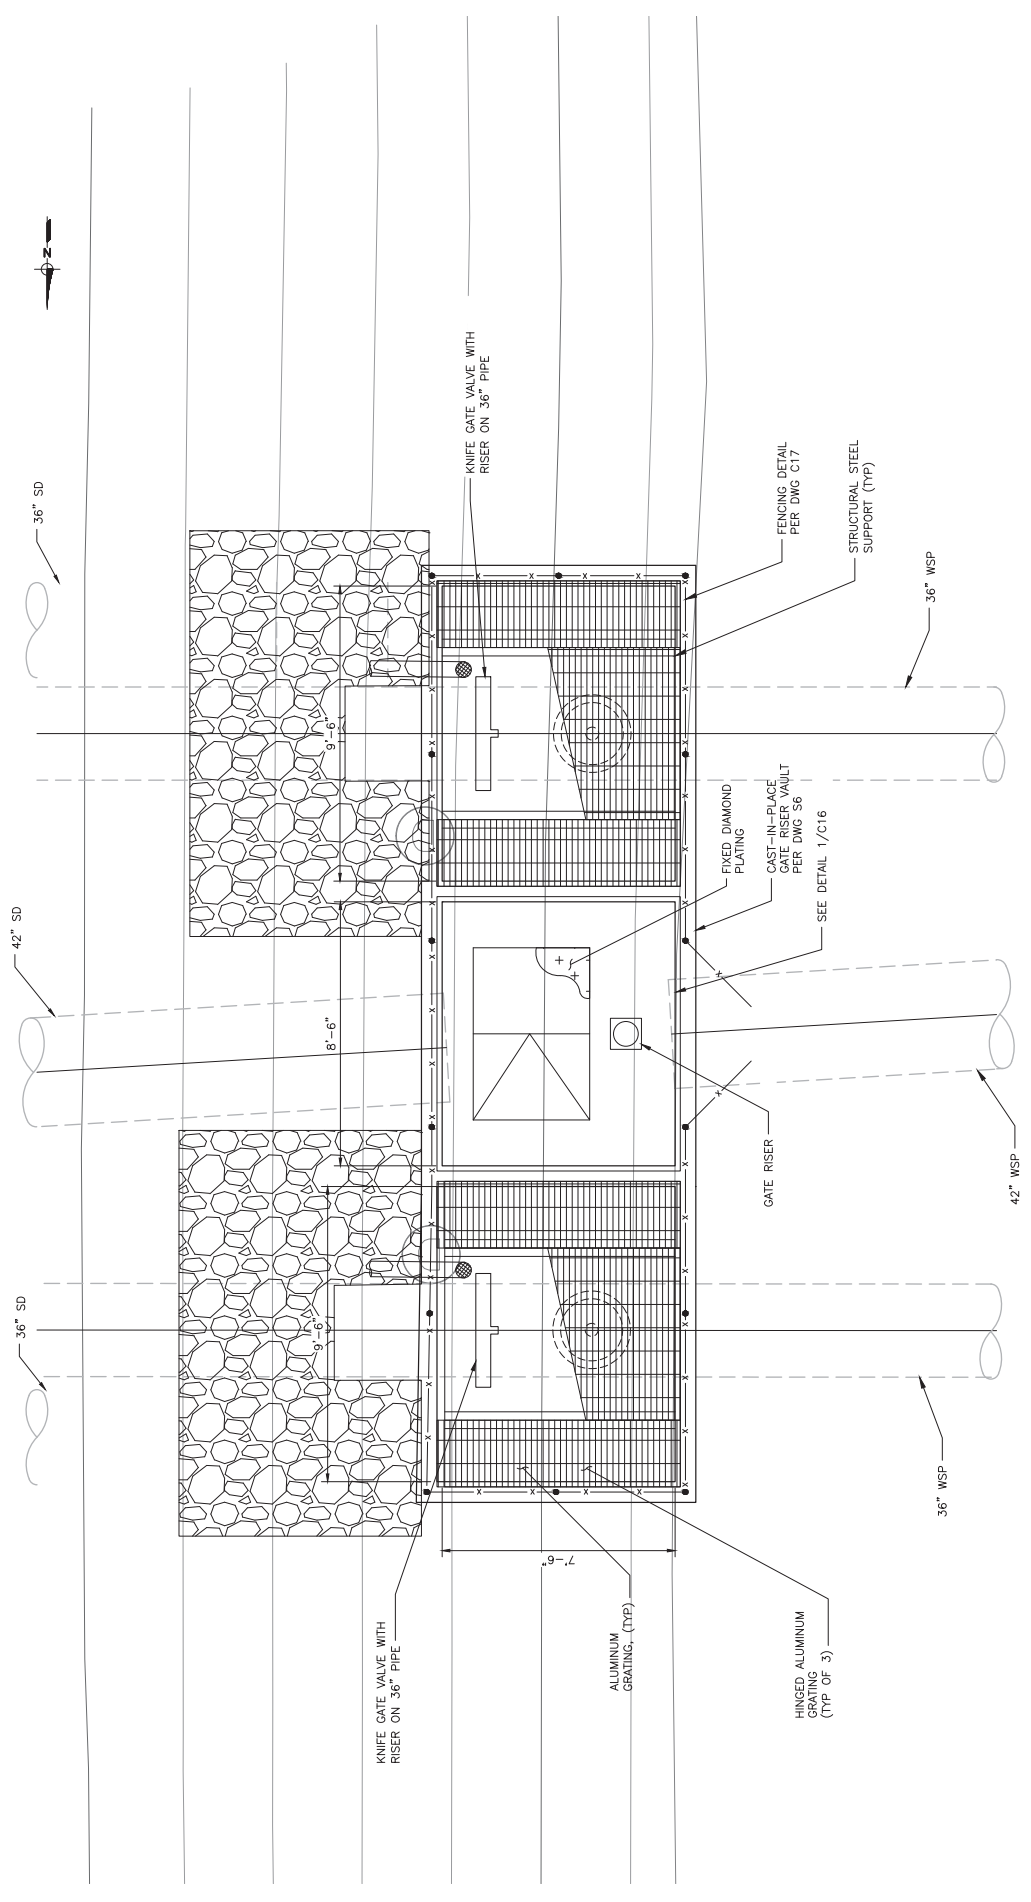 N
36" SD
KNIFE GATE VALVE WITH
RISER ON 36" PIPE
FENCING DETAIL
PER DWG C17
STRUCTURAL STEEL
SUPPORT (TYP)
36" WSP
9'-6"
FIXED DIAMOND
PLATING
CAST-IN-PLACE
GATE RISER VAULT
PER DWG S6
SEE DETAIL 1/C16
42" SD
8'-6"
GATE RISER
42" WSP
36" SD
9'-6"
36" WSP
7'-6"
KNIFE GATE VALVE WITH
RISER ON 36" PIPE
ALUMINUM
GRATING, (TYP)
HINGED ALUMINUM
GRATING
(TYP OF 3)